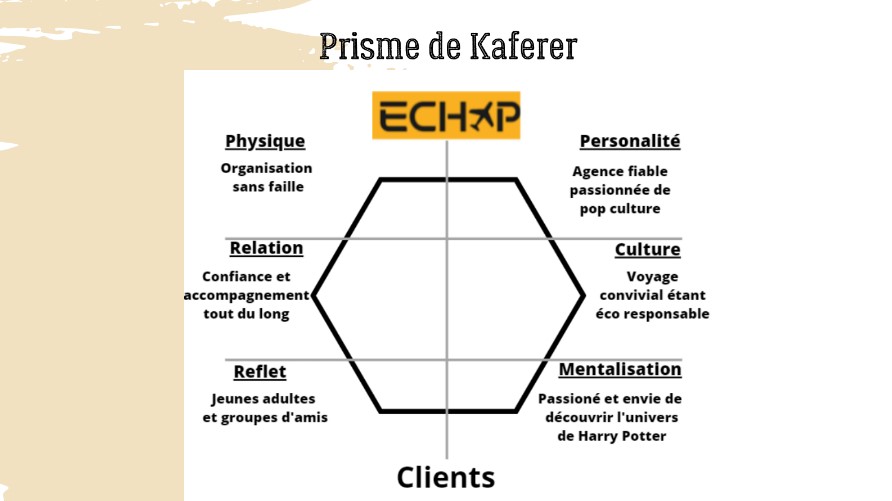 Prisme de Kaferer
ECHAP
Physique
Organisation
sans faille
Personalité
Agence fiable
passionnée de
pop culture
Relation
Confiance et
accompagnement
tout du long
Culture
Voyage
convivial étant
éco responsable
Reflet
Jeunes adultes
et groupes d'amis
Mentalisation
Passioné et envie de
découvrir l'univers
de Harry Potter
Clients